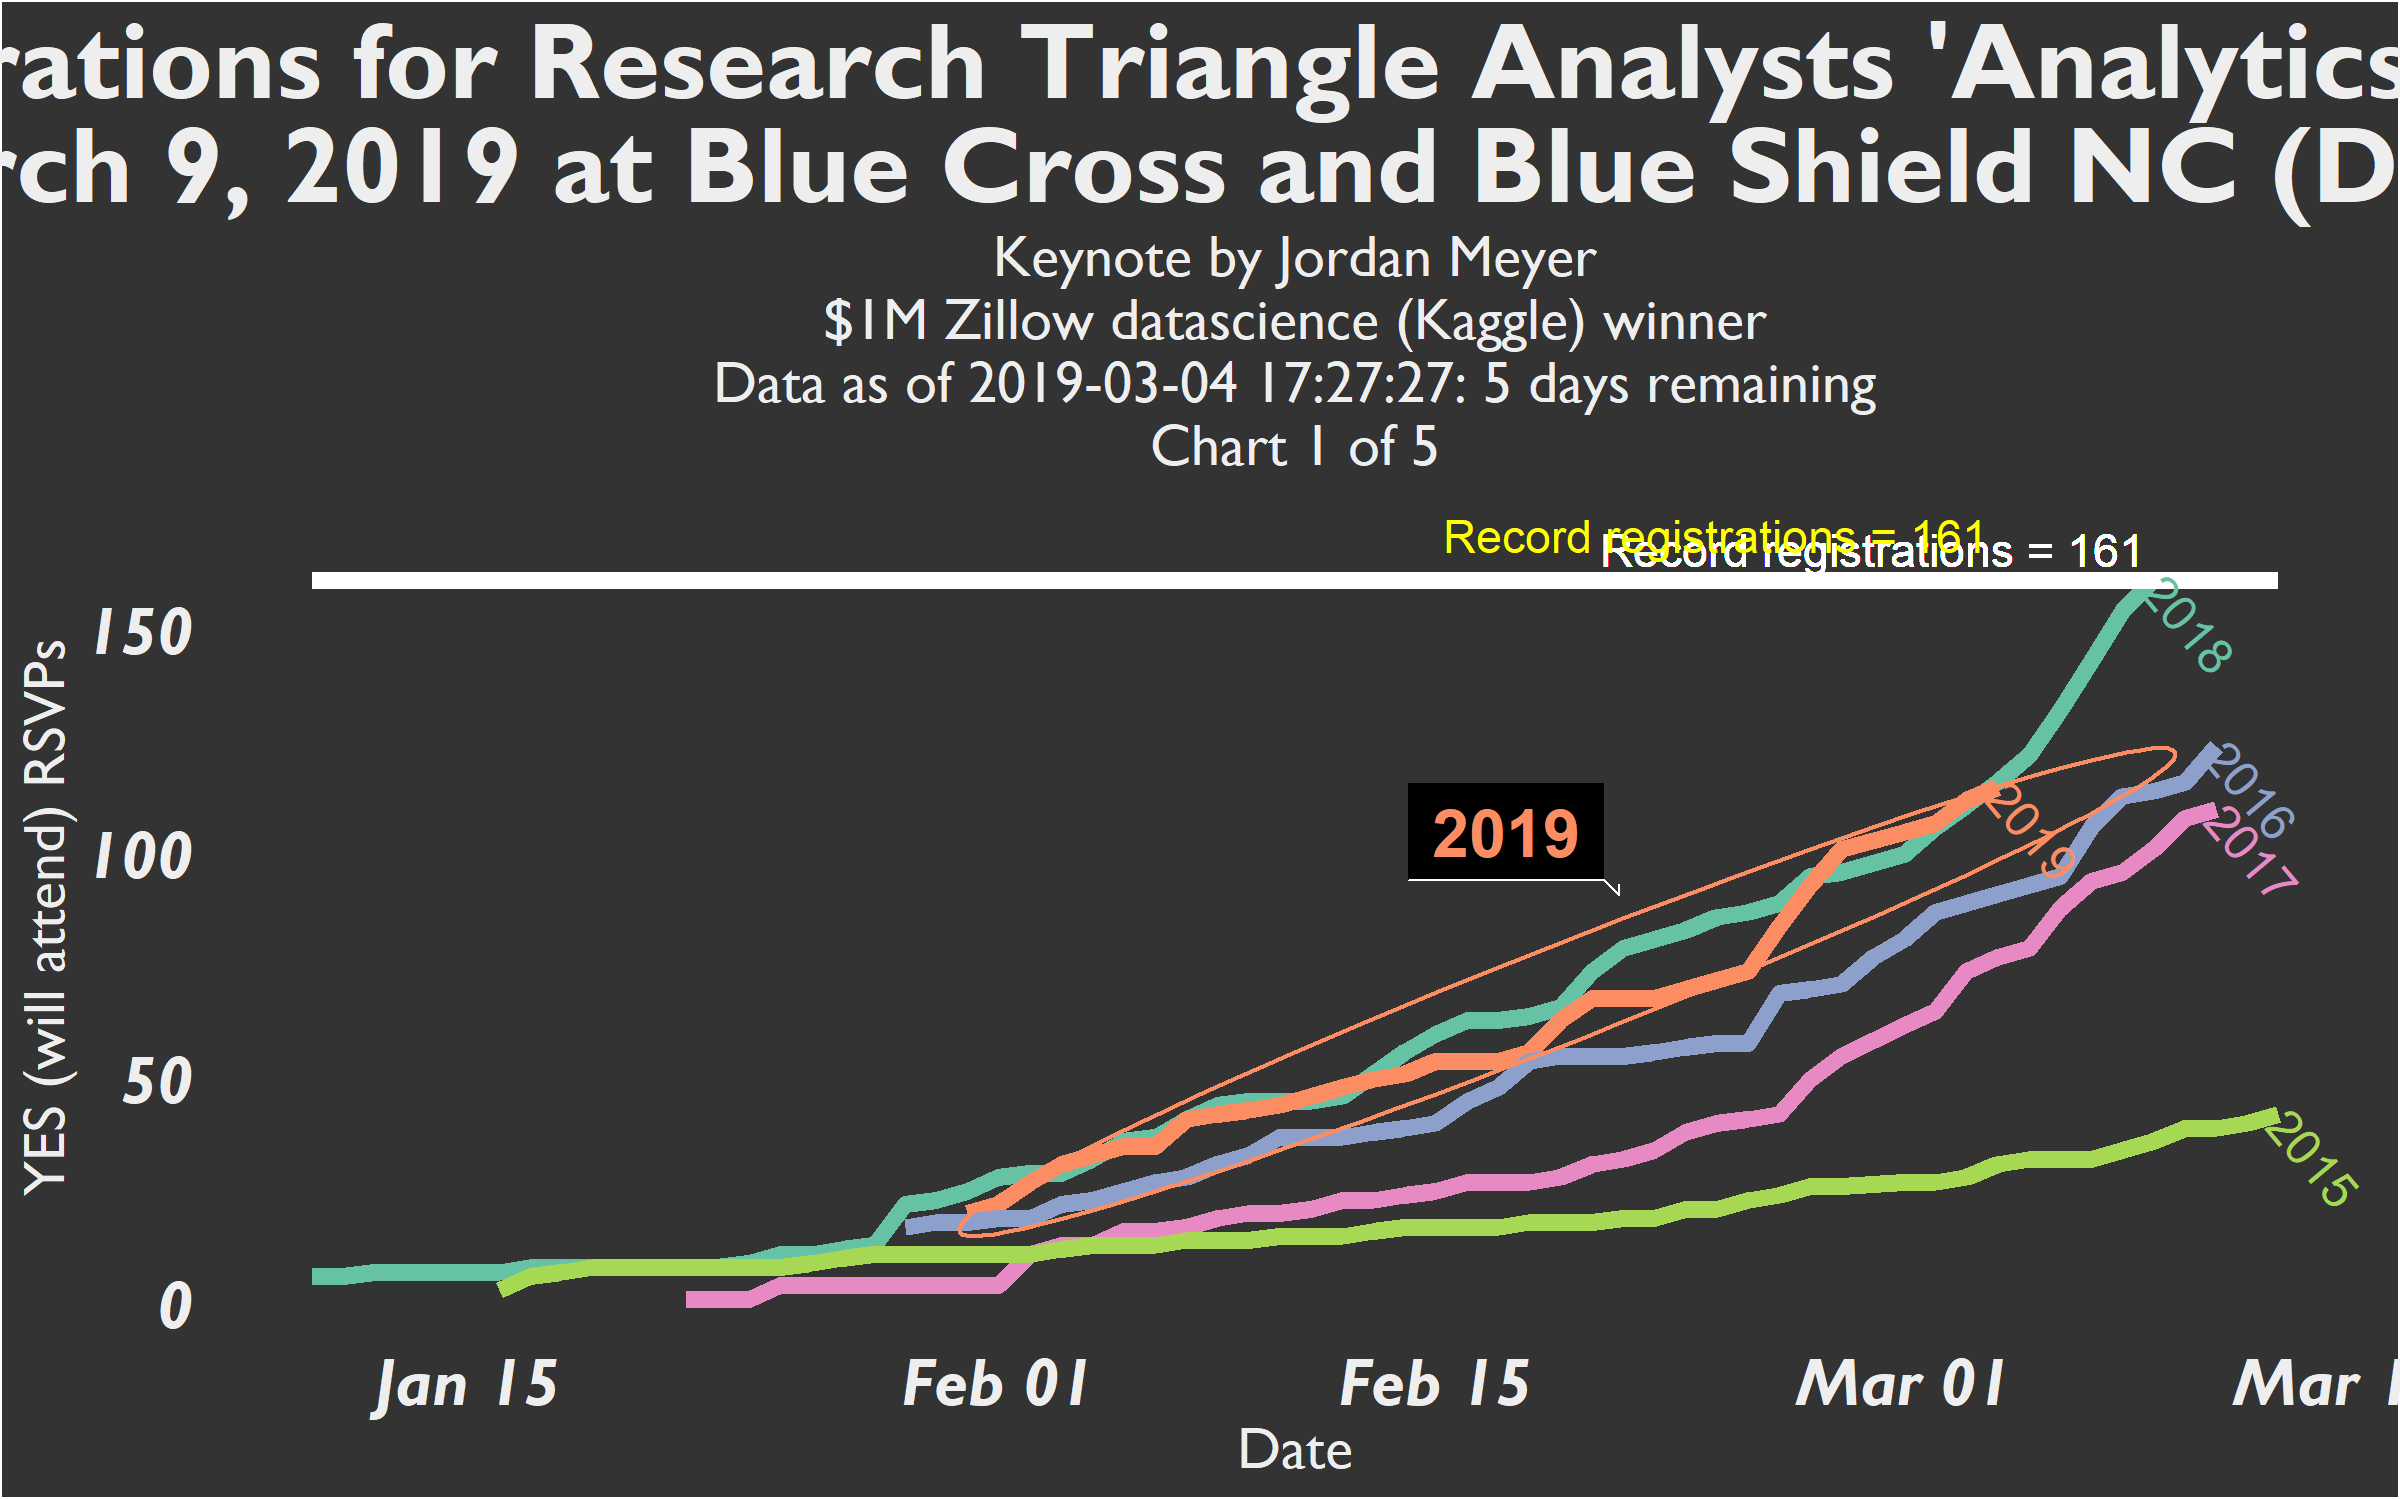 rations for Research Triangle Analysts 'Analytics
rch 9, 2019 at Blue Cross and Blue Shield NC (D
Keynote by Jordan Meyer
$1M Zillow datascience (Kaggle) winner
Data as of 2019-03-04 17:27:27: 5 days remaining
Chart 1 of 5
Record registrations = 161
Record registrations = 161
150
100
50
0
YES (will attend) RSVPs
2018
2019
2016
2019
2017
2015
Jan 15
Feb 01
Feb 15
Mar 01
Mar 1
Date